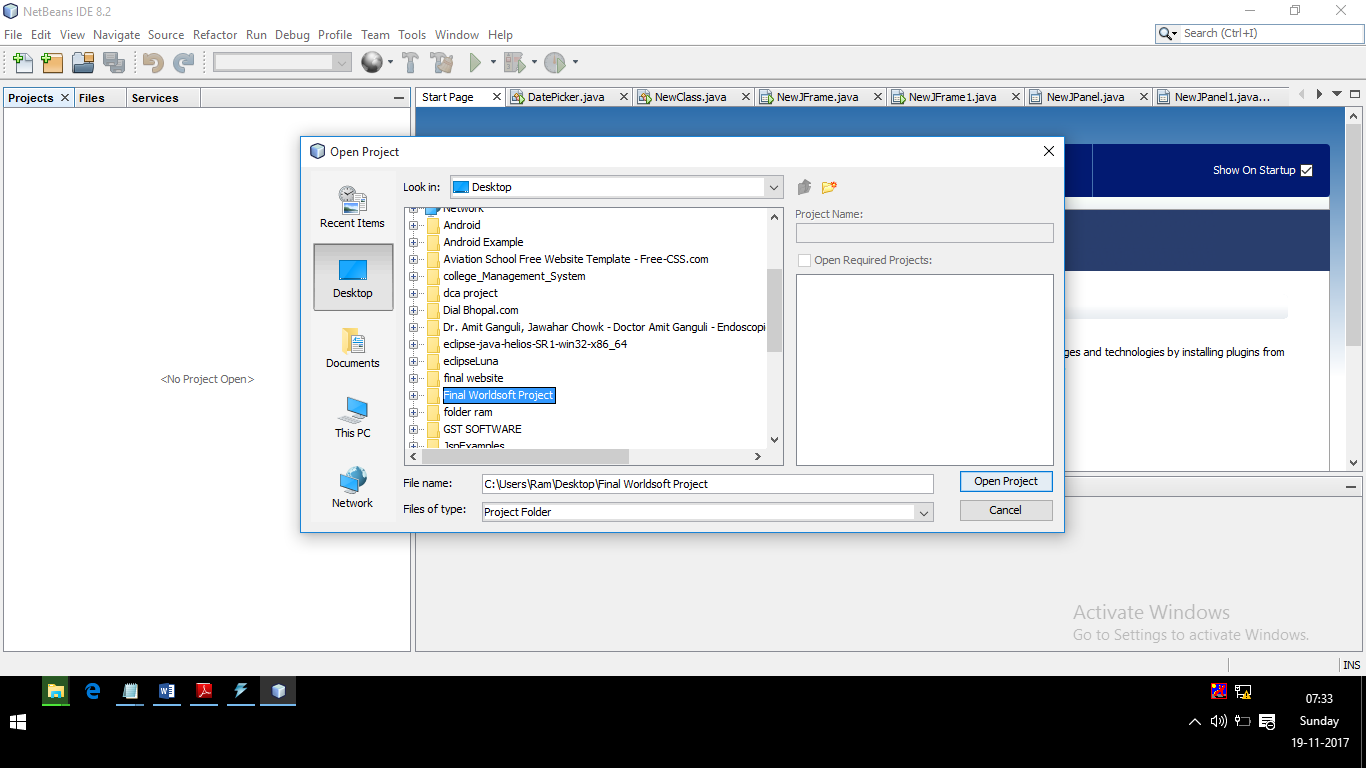 NetBeans IDE 8.2
File Edit View Navigate Source Refactor Run Debug Profile Team Tools Window Help
Search (Ctrl+I)
Projects Files Services
Start Page DatePicker.java NewClass.java NewJFrame.java NewJFrame1.java NewJPanel.java NewJPanel1.java...
<No Project Open>
Show On Startup
ges and technologies by installing plugins from
Open Project
Look in: Desktop
Recent Items
Desktop
Documents
This PC
Network
Network
Android
Android Example
Aviation School Free Website Template - Free-CSS.com
college_Management_System
dca project
Dial Bhopal.com
Dr. Amit Ganguli, Jawahar Chowk - Doctor Amit Ganguli - Endoscopi
eclipse-java-helios-SR1-win32-x86_64
eclipseLuna
final website
Final Worldsoft Project
folder ram
GST SOFTWARE
JspExamples
Project Name:
Open Required Projects:
File name: C:\Users\Ram\Desktop\Final Worldsoft Project
Files of type: Project Folder
Open Project
Cancel
Activate Windows
Go to Settings to activate Windows.
INS
07:33
Sunday
19-11-2017